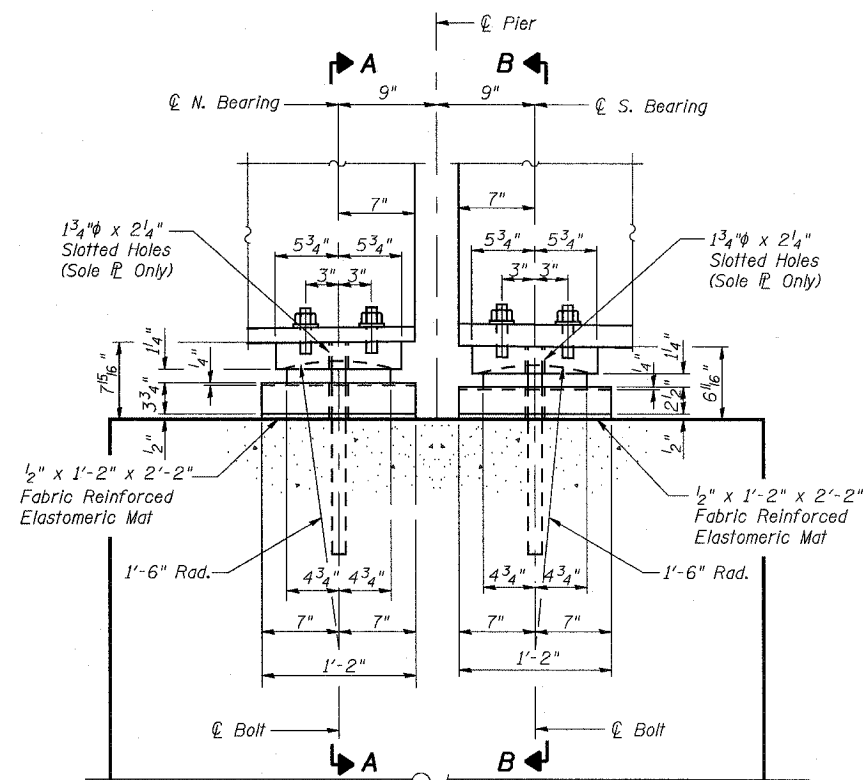 ℄ Pier
A B
9" 9"
℄ N. Bearing ℄ S. Bearing
7" 7"
1¾"ϕ x 2¼"
Slotted Holes
(Sole ℙ Only)
5¾" 5¾"
3" 3"
5¾" 5¾"
3" 3"
1¾"ϕ x 2¼"
Slotted Holes
(Sole ℙ Only)
7 15/16"
1¼"
¼"
3¾"
½"
1¼"
¼"
2½"
6 11/16"
½"
½" x 1'-2" x 2'-2"
Fabric Reinforced
Elastomeric Mat
½" x 1'-2" x 2'-2"
Fabric Reinforced
Elastomeric Mat
1'-6" Rad. 1'-6" Rad.
4¾" 4¾" 4¾" 4¾"
7" 7" 7" 7"
1'-2" 1'-2"
℄ Bolt ℄ Bolt
A B